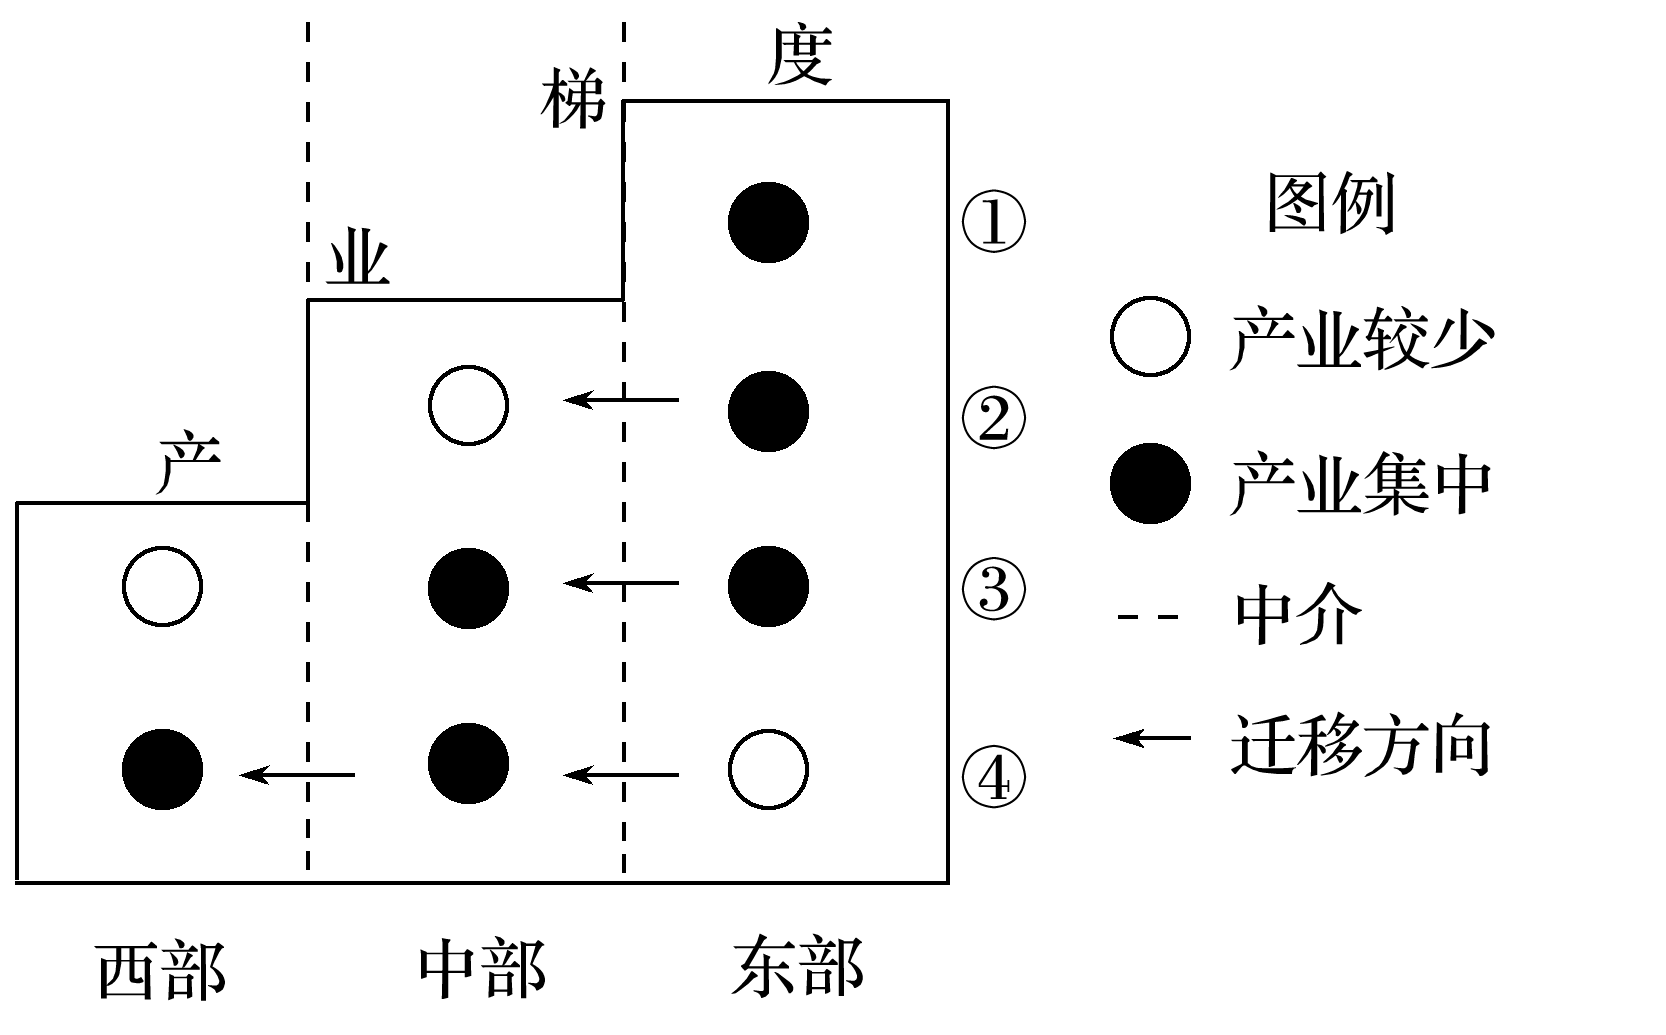 产业梯度
①
②
③
④
西部 中部 东部
图例
产业较少
产业集中
中介
迁移方向